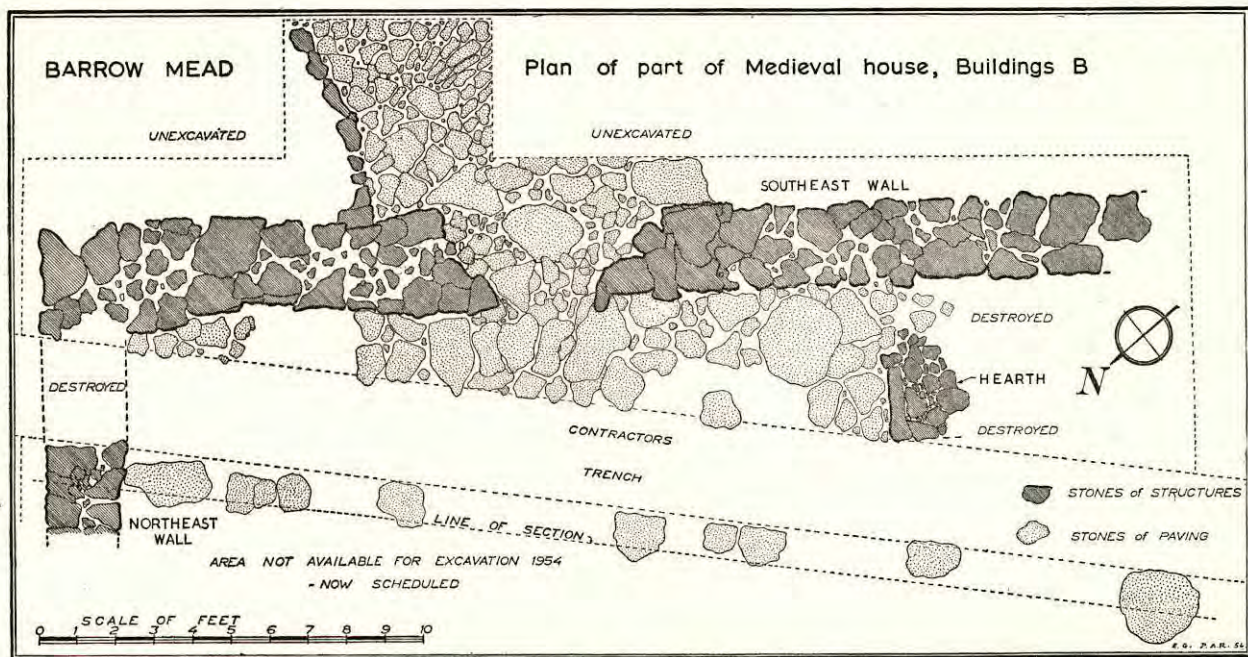 BARROW MEAD
Plan of part of Medieval house, Buildings B
UNEXCAVATED
UNEXCAVATED
SOUTHEAST WALL
DESTROYED
DESTROYED
N
HEARTH
DESTROYED
CONTRACTORS
TRENCH
STONES of STRUCTURES
NORTHEAST
WALL
LINE OF SECTION
STONES of PAVING
AREA NOT AVAILABLE FOR EXCAVATION 1954
- NOW SCHEDULED
SCALE OF FEET
0 1 2 3 4 5 6 7 8 9 10